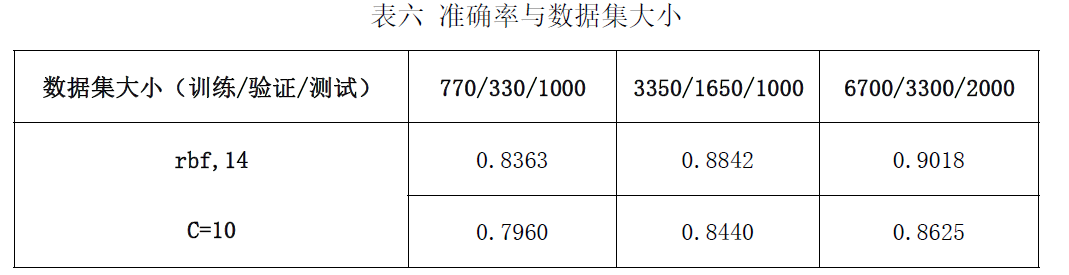 表六 准确率与数据集大小
数据集大小（训练/验证/测试） 770/330/1000 3350/1650/1000 6700/3300/2000
rbf,14 0.8363 0.8842 0.9018
C=10 0.7960 0.8440 0.8625